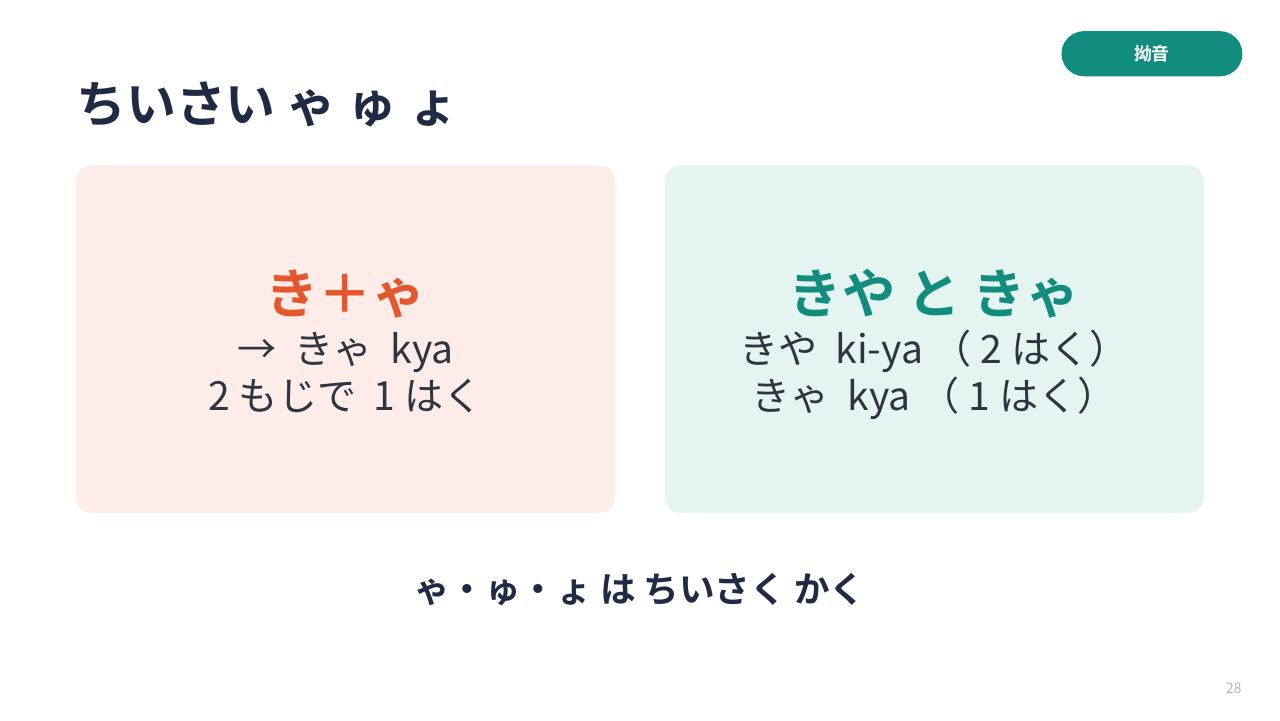 拗音
ちいさい ゃ ゅ ょ
き＋ゃ
→ きゃ kya
2 もじで 1 はく
きや と きゃ
きや ki-ya （ 2 はく）
きゃ kya （ 1 はく）
ゃ・ゅ・ょ は ちいさく かく
28